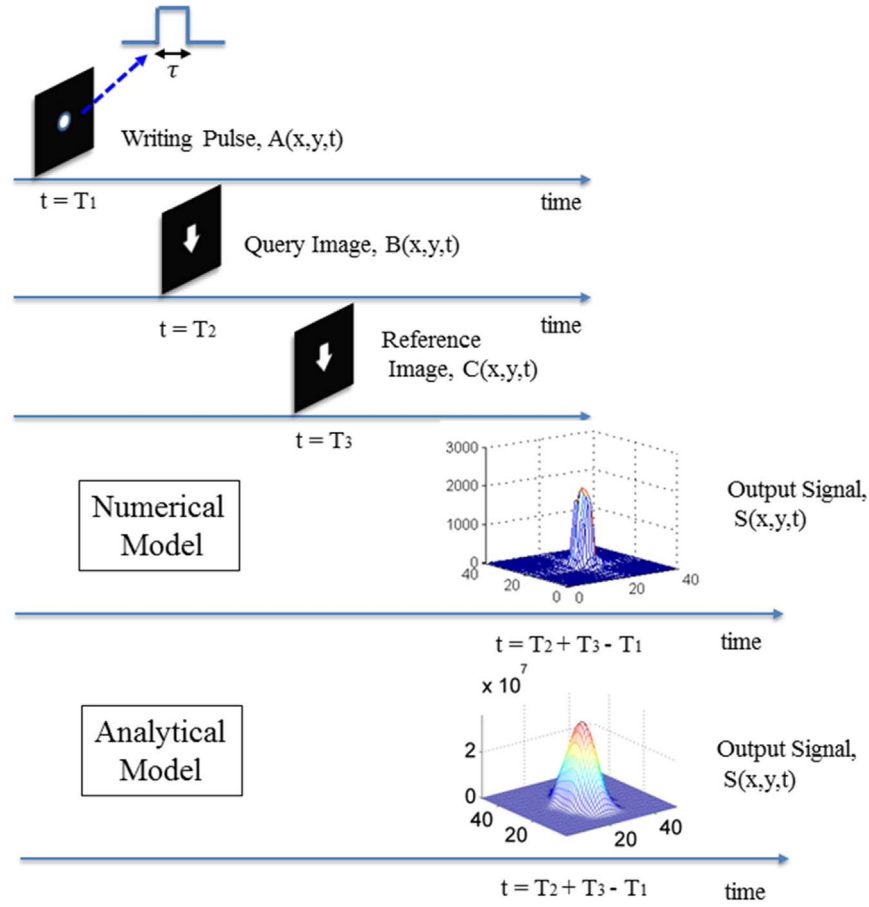 τ
Writing Pulse, A(x,y,t)
t = T1
time
Query Image, B(x,y,t)
t = T2
time
Reference
Image, C(x,y,t)
t = T3
3000
2000
1000
0
40
20
0
0
20
40
Numerical
Model
Output Signal,
S(x,y,t)
t = T2 + T3 - T1
time
x 10^7
2
0
40
20
20
40
Analytical
Model
Output Signal,
S(x,y,t)
t = T2 + T3 - T1
time